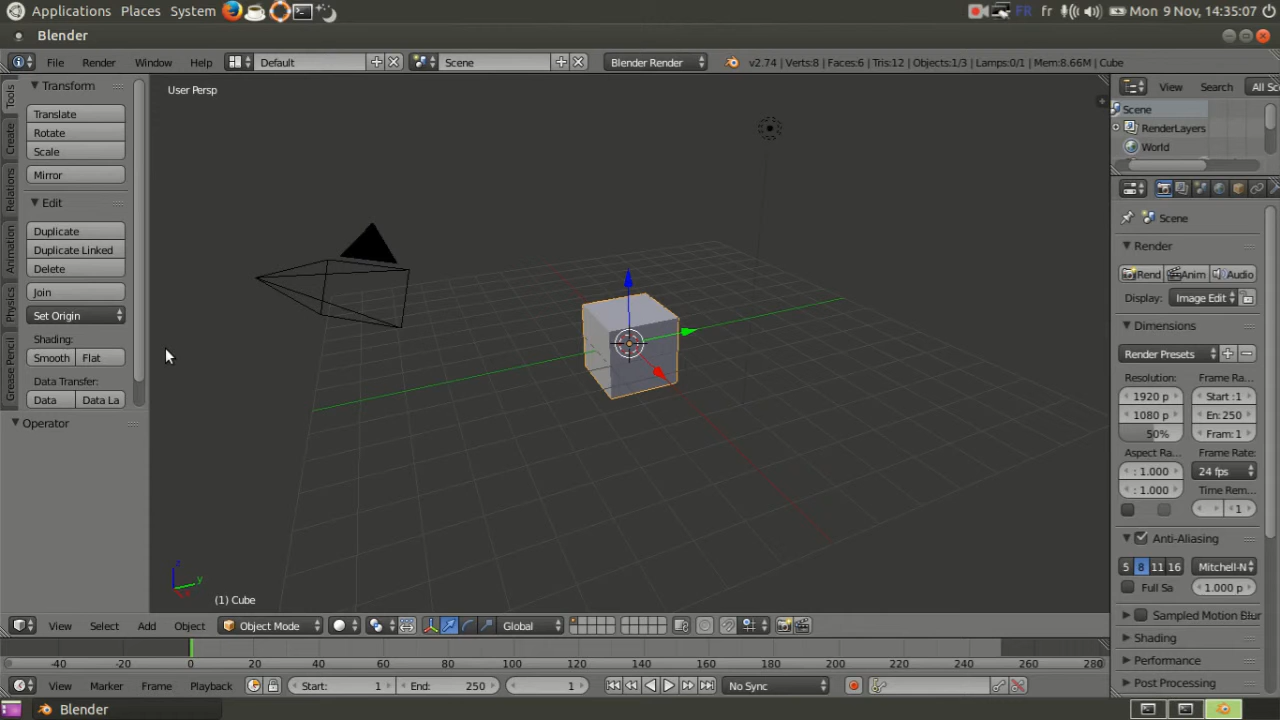 Applications Places System FR fr Mon 9 Nov, 14:35:07
Blender
File Render Window Help Default Scene Blender Render v2.74 | Verts:8 | Faces:6 | Tris:12 | Objects:1/3 | Lamps:0/1 | Mem:8.66M | Cube
Tools
Create
Relations
Animation
Physics
Grease Pencil
Transform
Translate
Rotate
Scale
Mirror
Edit
Duplicate
Duplicate Linked
Delete
Join
Set Origin
Shading:
Smooth Flat
Data Transfer:
Data Data La
Operator
User Persp
z
y
x
(1) Cube
View Search All Sc
Scene
RenderLayers
World
Scene
Render
Rend Anim Audio
Display: Image Edit
Dimensions
Render Presets
Resolution: Frame Ra...
1920 p Start :1
1080 p En: 250
50% Fram: 1
Aspect Ra... Frame Rate:
: 1.000 24 fps
: 1.000 Time Rem...
1
Anti-Aliasing
5 8 11 16 Mitchell-N
Full Sa 1.000 p
Sampled Motion Blur
Shading
Performance
Post Processing
View Select Add Object Object Mode Global
-40 -20 0 20 40 60 80 100 120 140 160 180 200 220 240 260 280
View Marker Frame Playback Start: 1 End: 250 1 No Sync
Blender